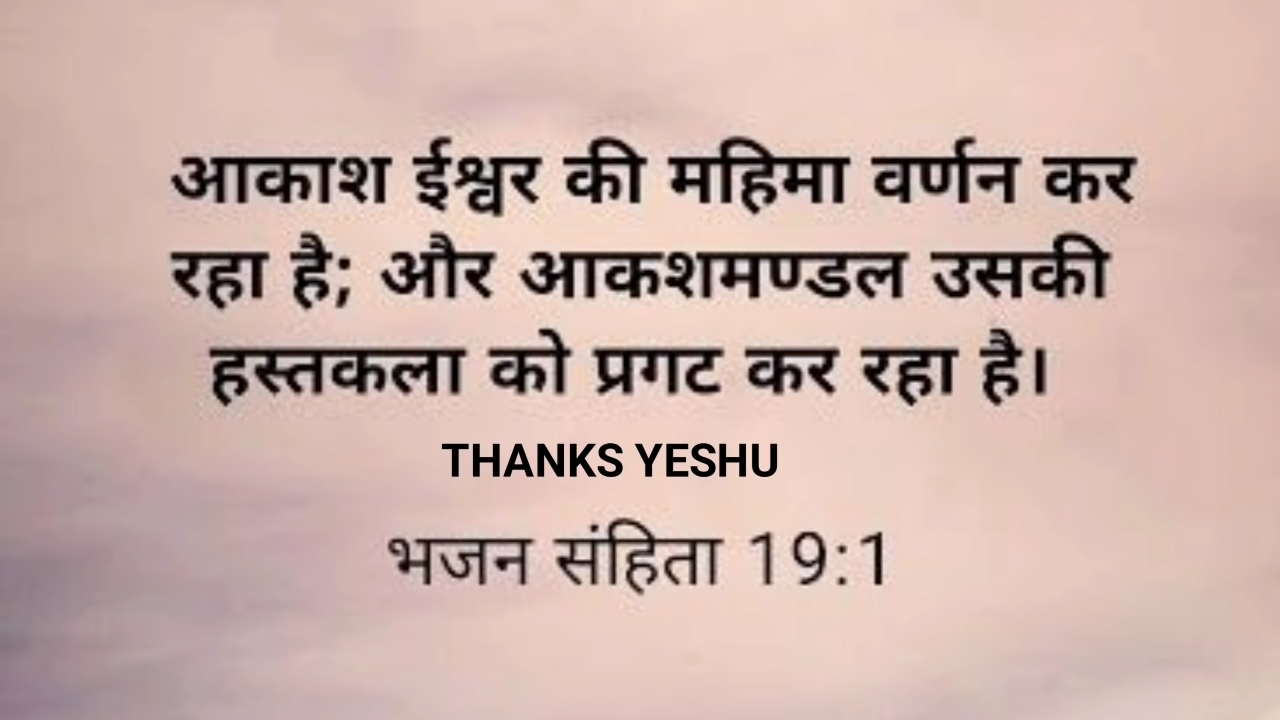 आकाश ईश्वर की महिमा वर्णन कर
रहा है; और आकशमण्डल उसकी
हस्तकला को प्रगट कर रहा है।
THANKS YESHU
भजन संहिता 19:1